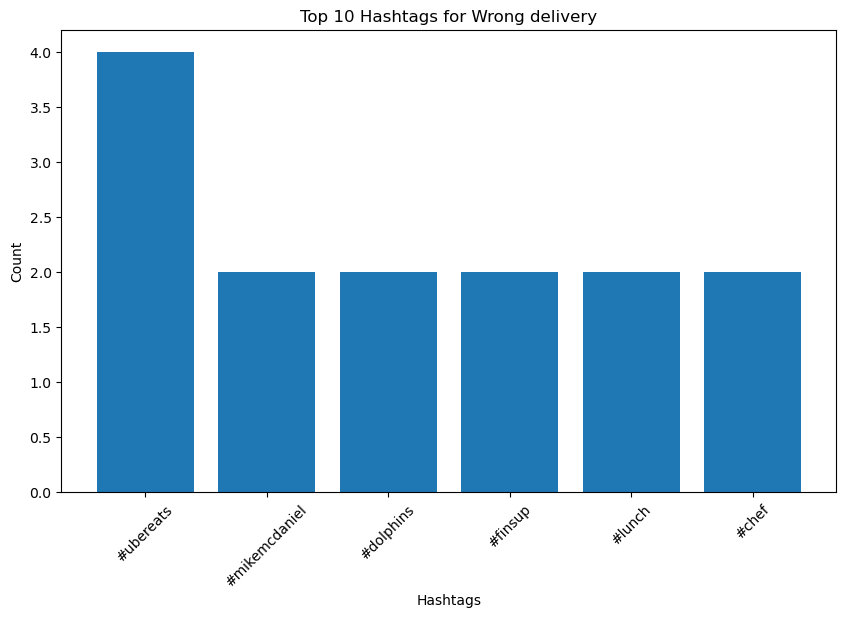 Top 10 Hashtags for Wrong delivery
Count
4.0
3.5
3.0
2.5
2.0
1.5
1.0
0.5
0.0
#ubereats
#mikemcdaniel
#dolphins
#finsup
#lunch
#chef
Hashtags